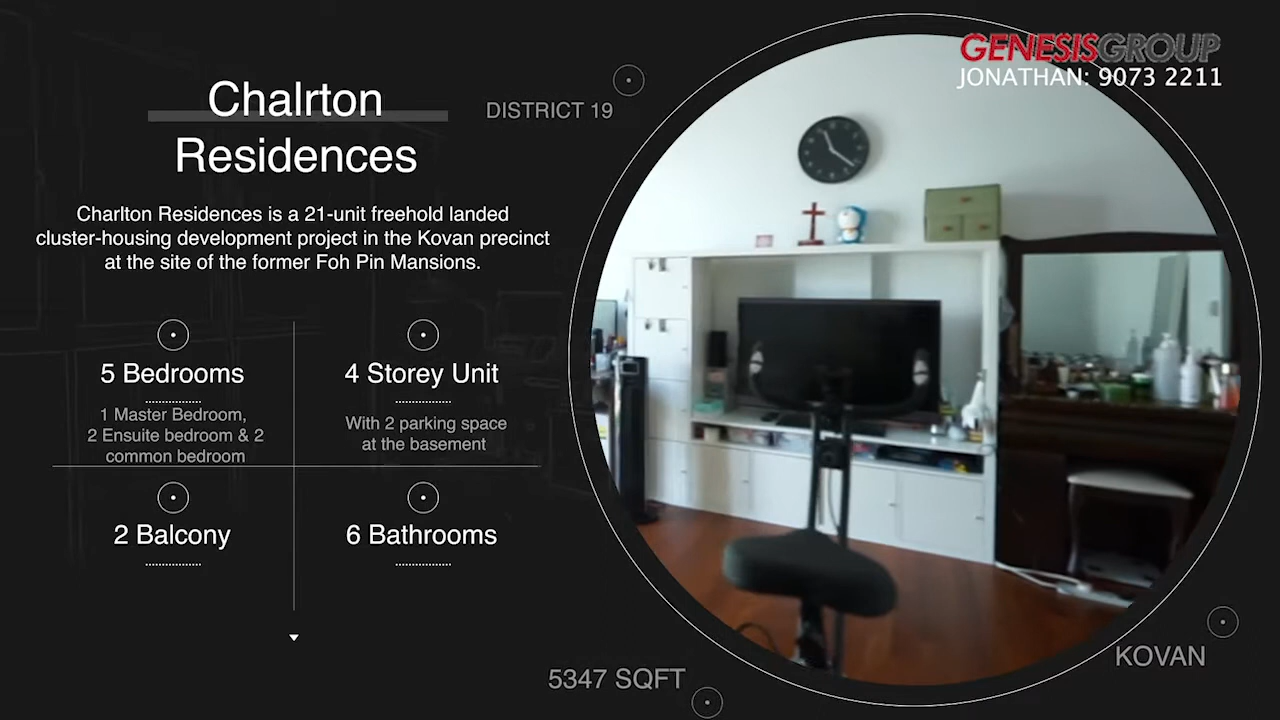 GENESISGROUP
JONATHAN: 9073 2211
Chalrton
Residences
DISTRICT 19
Charlton Residences is a 21-unit freehold landed
cluster-housing development project in the Kovan precinct
at the site of the former Foh Pin Mansions.
5 Bedrooms
1 Master Bedroom,
2 Ensuite bedroom & 2
common bedroom
4 Storey Unit
With 2 parking space
at the basement
2 Balcony
6 Bathrooms
5347 SQFT
KOVAN